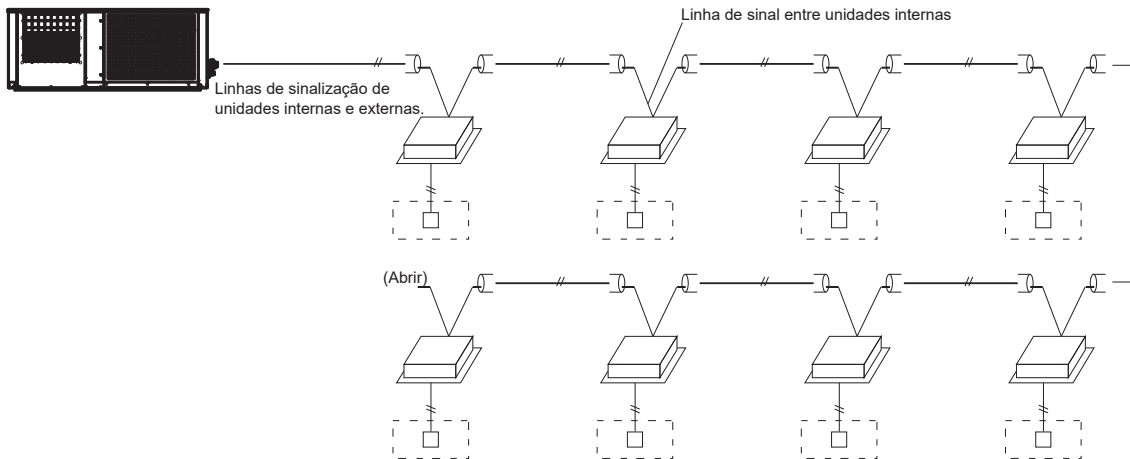 Linha de sinal entre unidades internas
Linhas de sinalização de
unidades internas e externas.
(Abrir)